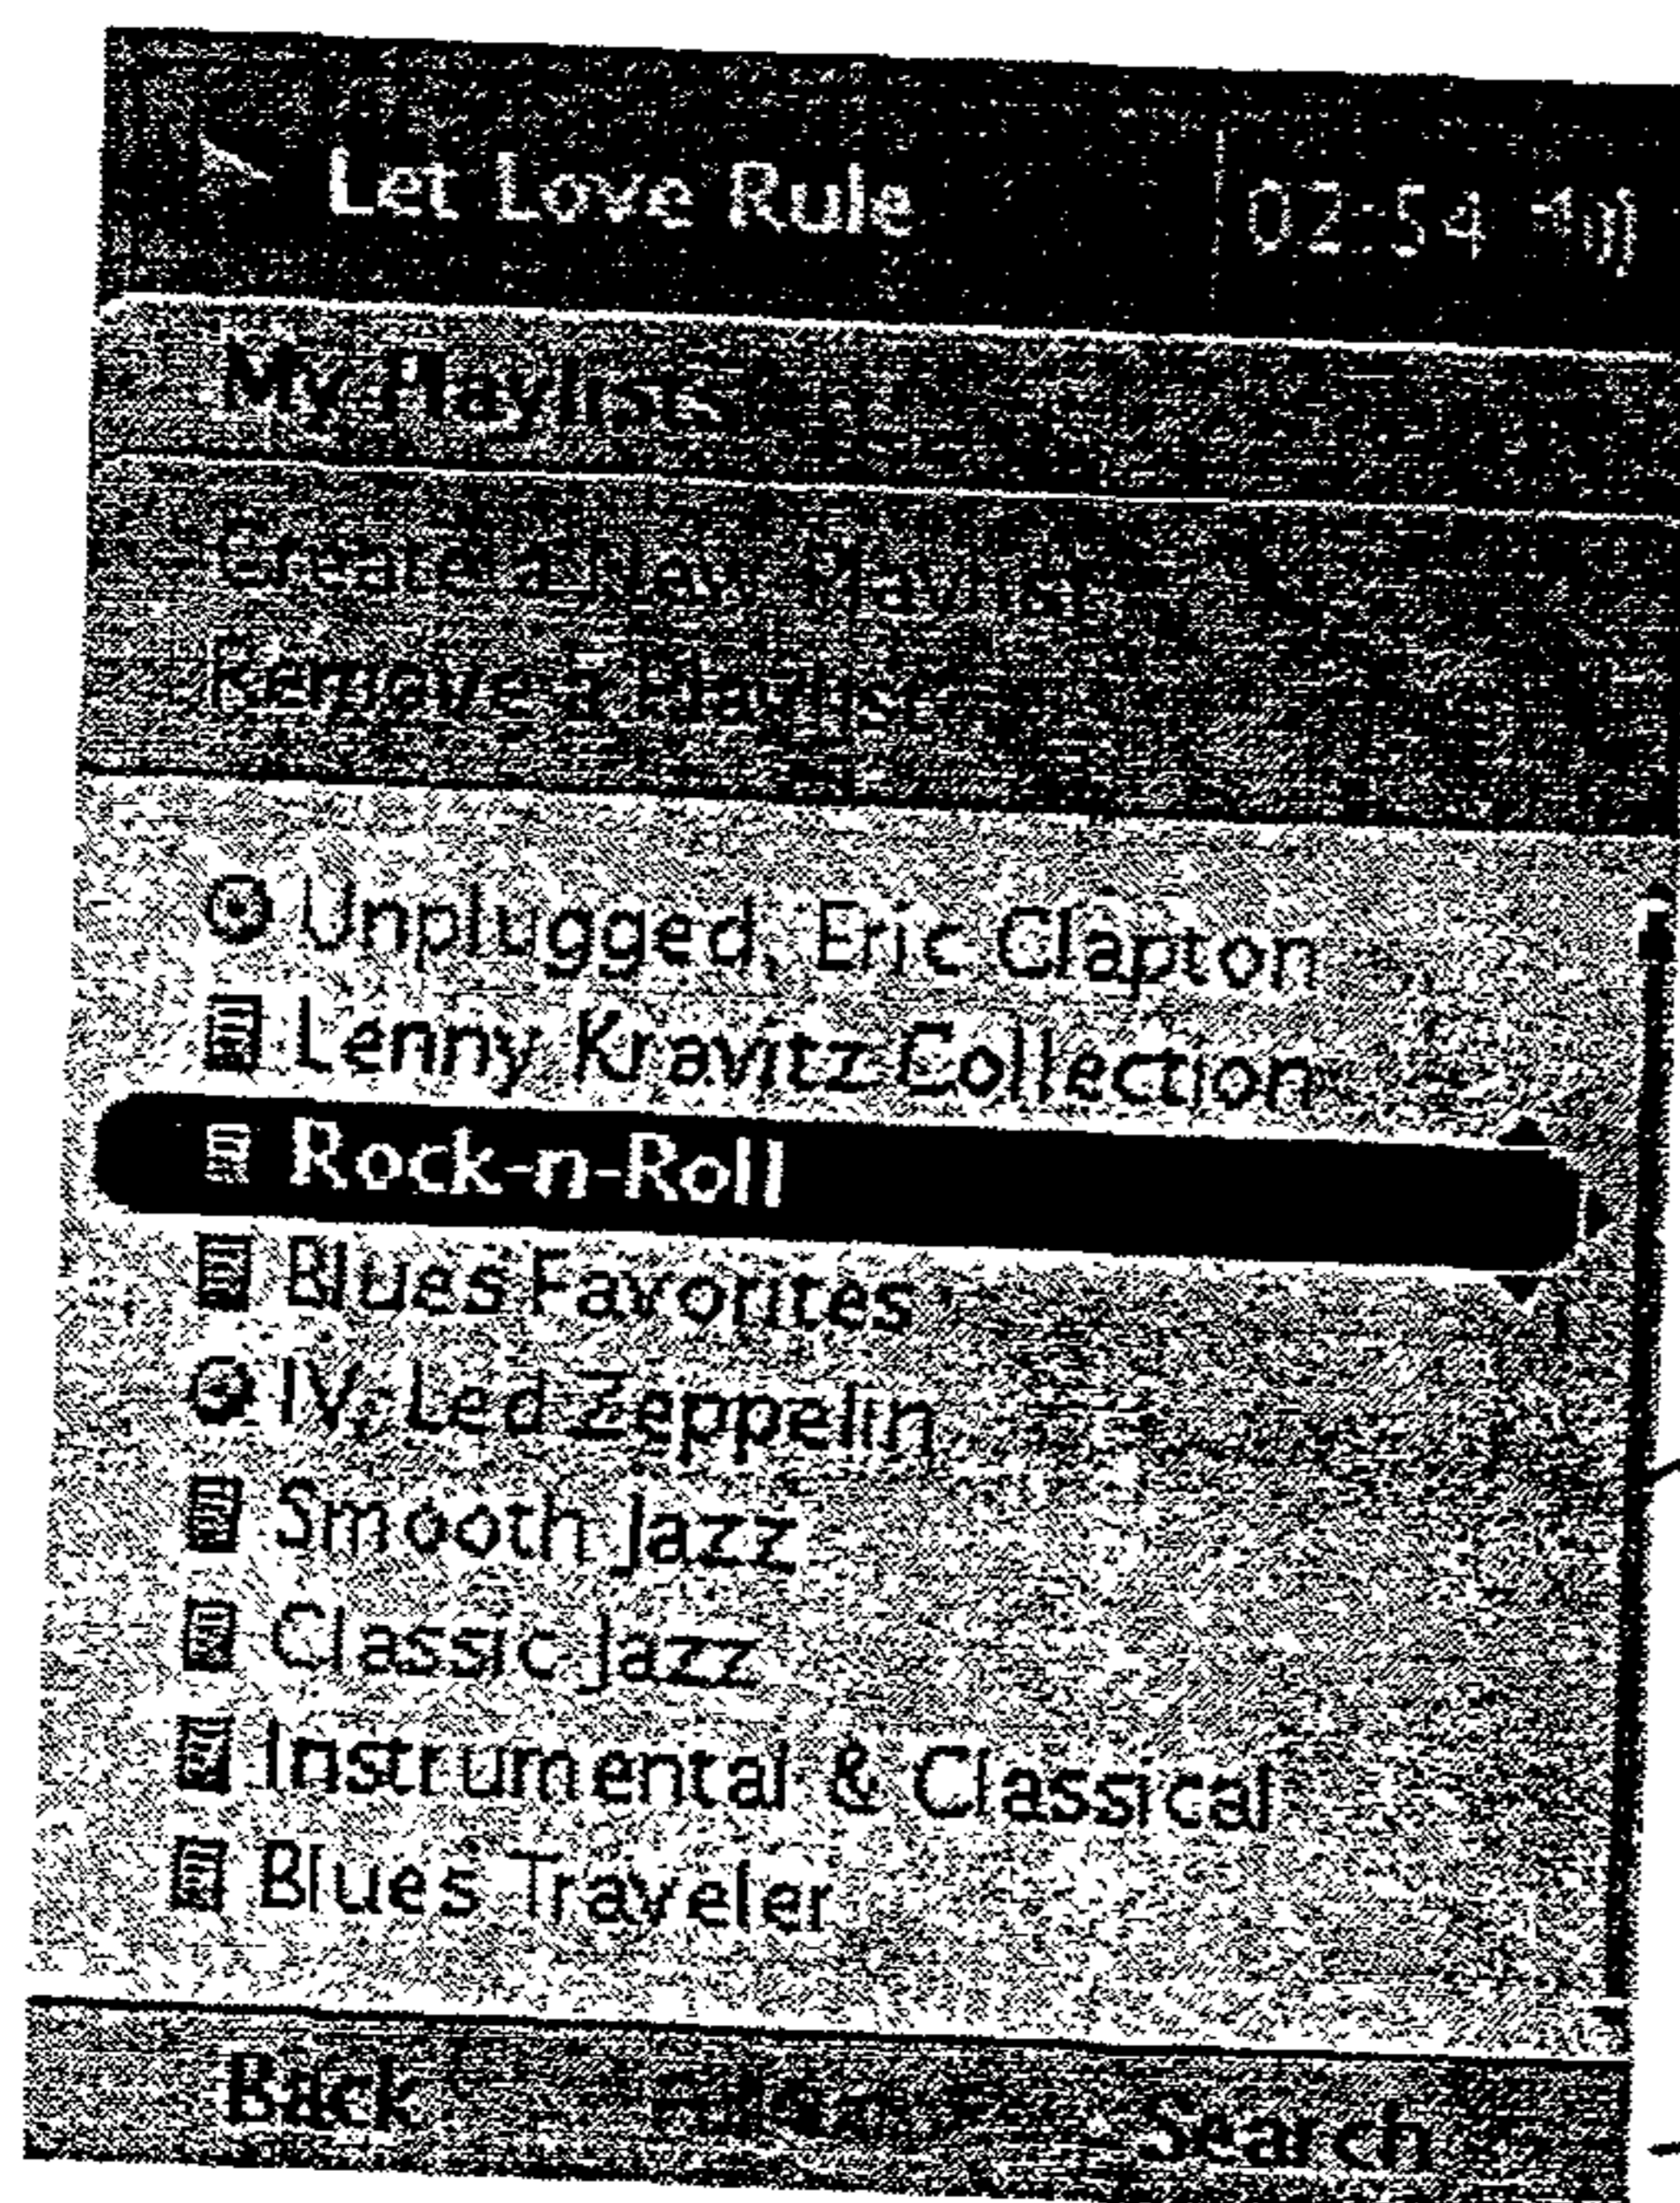 Let Love Rule 02:54
My Playlists
Create a New Playlist
Remove a Playlist
Unplugged, Eric Clapton
Lenny Kravitz Collection
Rock-n-Roll
Blues Favorites
IV, Led Zeppelin
Smooth Jazz
Classic Jazz
Instrumental & Classical
Blues Traveler
Back Search